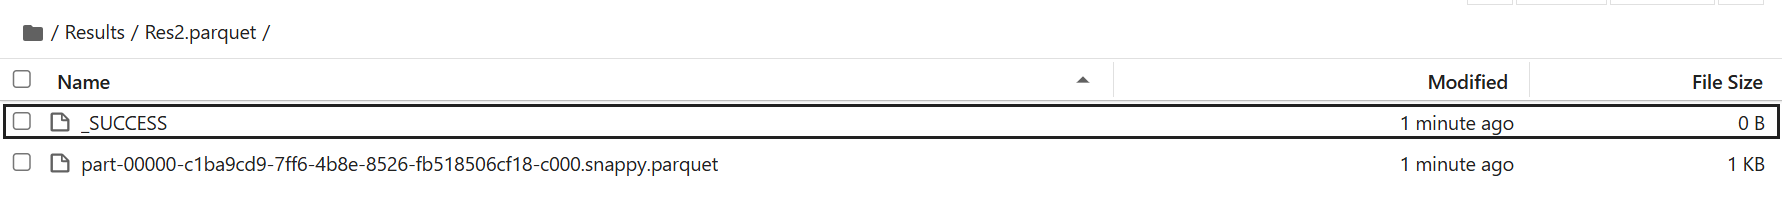 / Results / Res2.parquet /
Name Modified File Size
_SUCCESS 1 minute ago 0 B
part-00000-c1ba9cd9-7ff6-4b8e-8526-fb518506cf18-c000.snappy.parquet 1 minute ago 1 KB